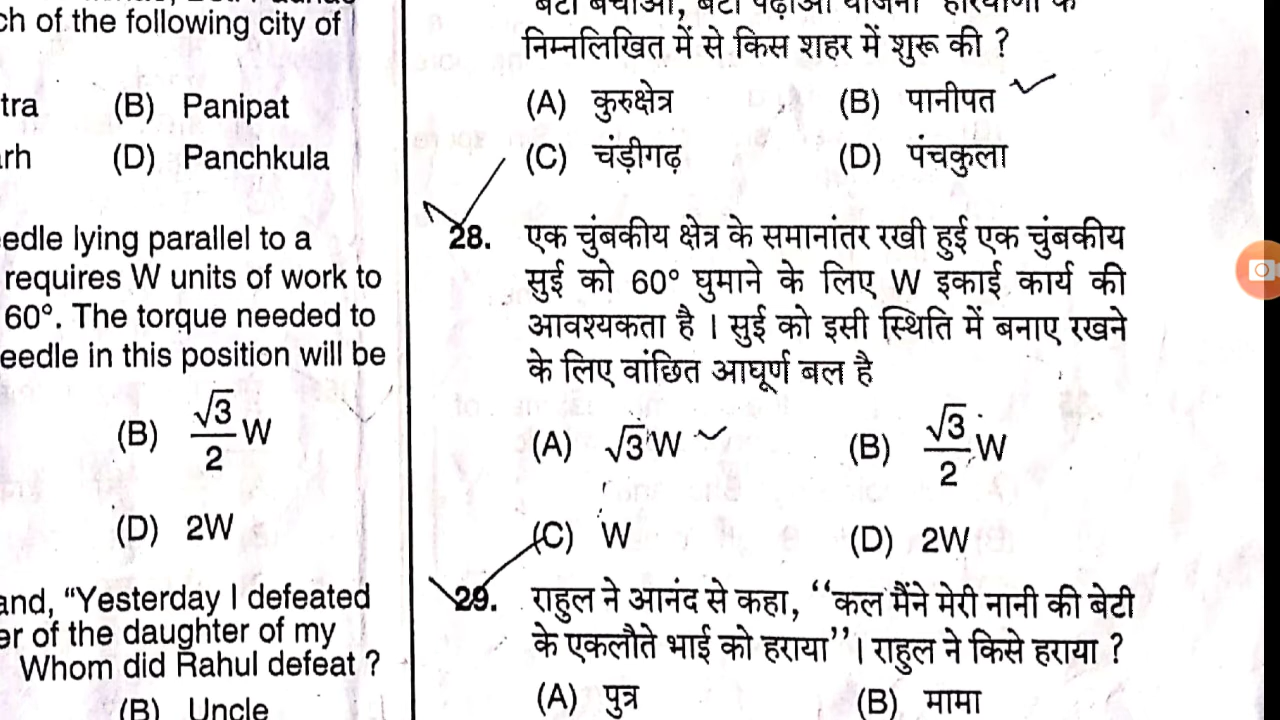 ch of the following city of
tra (B) Panipat
rh (D) Panchkula
edle lying parallel to a
requires W units of work to
60°. The torque needed to
eedle in this position will be
(B) √3/2 W
(D) 2W
and, “Yesterday I defeated
er of the daughter of my
Whom did Rahul defeat ?
(B) Uncle
निम्नलिखित में से किस शहर में शुरू की ?
(A) कुरुक्षेत्र (B) पानीपत
(C) चंड़ीगढ़ (D) पंचकुला
28. एक चुंबकीय क्षेत्र के समानांतर रखी हुई एक चुंबकीय
सुई को 60° घुमाने के लिए W इकाई कार्य की
आवश्यकता है । सुई को इसी स्थिति में बनाए रखने
के लिए वांछित आघूर्ण बल है
(A) √3 W (B) √3/2 W
(C) W (D) 2W
29. राहुल ने आनंद से कहा, ‘‘कल मैंने मेरी नानी की बेटी
के एकलौते भाई को हराया’’ । राहुल ने किसे हराया ?
(A) पुत्र (B) मामा